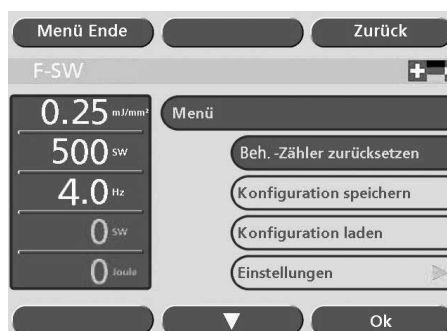 Menü Ende
Zurück
F-SW
0.25 mJ/mm²
Menü
500 SW
Beh. -Zähler zurücksetzen
4.0 Hz
Konfiguration speichern
0 SW
Konfiguration laden
0 Joule
Einstellungen
Ok